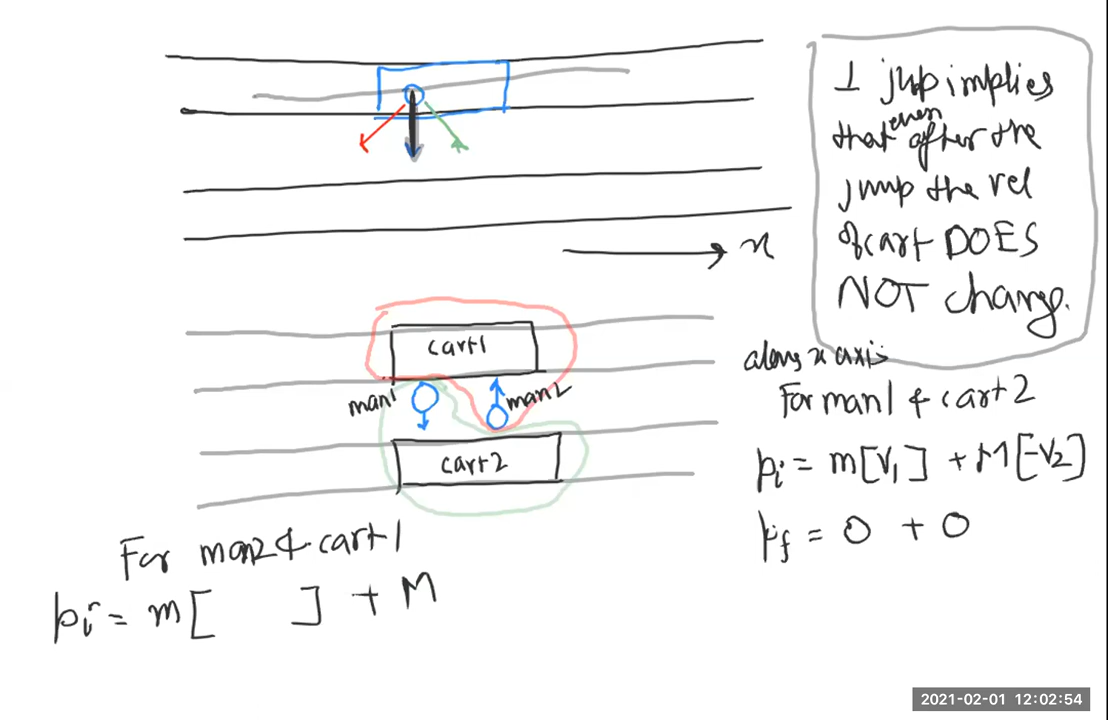 ⊥ jup implies
that even after the
jump the vel
of cart DOES
NOT change.
x
cart1
man1
man2
cart2
along x axis
For man1 & cart2
pi = m[V1] + M[-V2]
pf = 0 + 0
For man2 & cart1
pi = m[ ] + M
2021-02-01 12:02:54